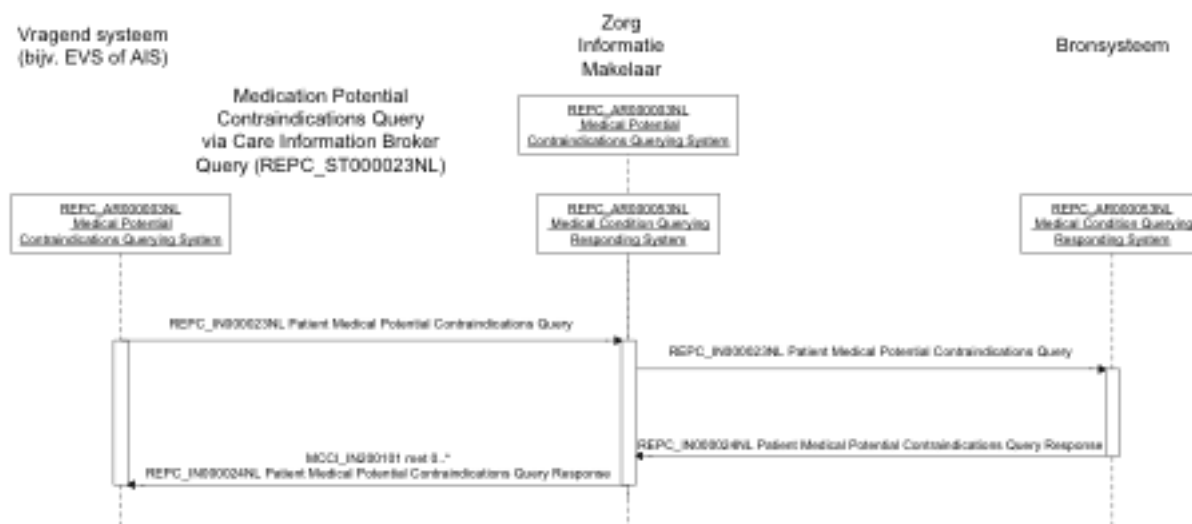 Vragend systeem
(bijv. EVS of AIS)
Zorg
Informatie
Makelaar
Bronsysteem
Medication Potential
Contraindications Query
via Care Information Broker
Query (REPC_ST000023NL)
REPC_AR000003NL
Medical Potential
Contraindications Querying System
REPC_AR000003NL
Medical Potential
Contraindications Querying System
REPC_AR000053NL
Medical Condition Querying
Responding System
REPC_AR000053NL
Medical Condition Querying
Responding System
REPC_IN000023NL Patient Medical Potential Contraindications Query
REPC_IN000023NL Patient Medical Potential Contraindications Query
REPC_IN000024NL Patient Medical Potential Contraindications Query Response
MCCI_IN200101 met 0..*
REPC_IN000024NL Patient Medical Potential Contraindications Query Response